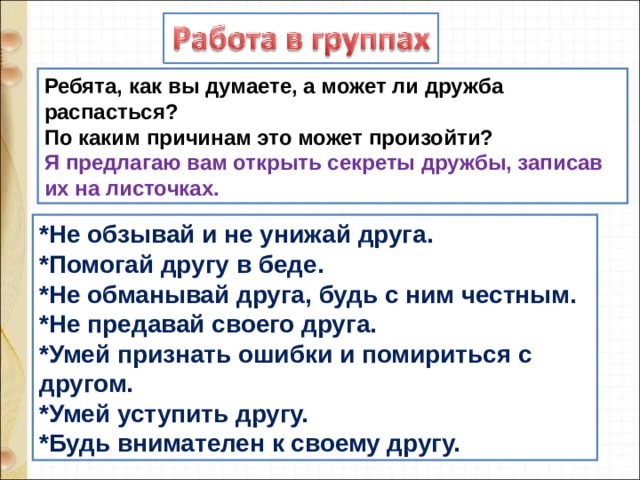 Работа в группах
Ребята, как вы думаете, а может ли дружба
распасться?
По каким причинам это может произойти?
Я предлагаю вам открыть секреты дружбы, записав
их на листочках.
*Не обзывай и не унижай друга.
*Помогай другу в беде.
*Не обманывай друга, будь с ним честным.
*Не предавай своего друга.
*Умей признать ошибки и помириться с
другом.
*Умей уступить другу.
*Будь внимателен к своему другу.